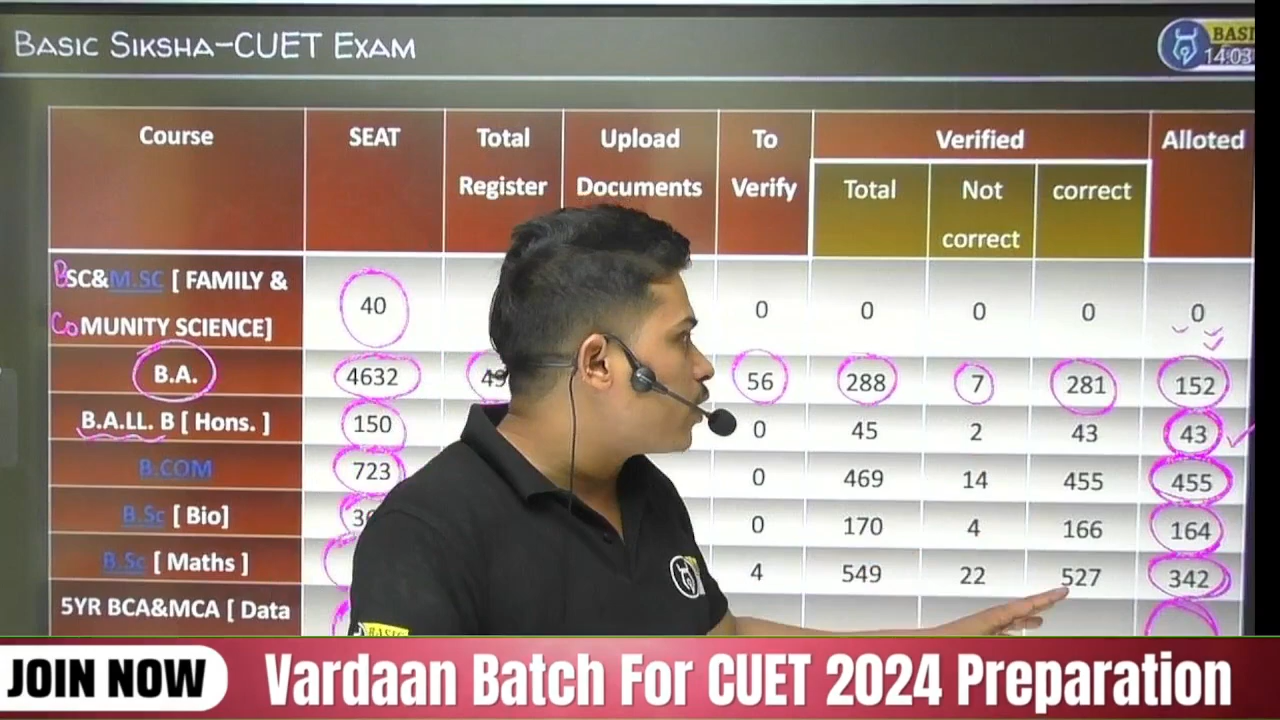 BASIC SIKSHA-CUET EXAM
BASI
14:03
Course SEAT Total Register Upload Documents To Verify Verified Alloted
Total Not correct correct
BSC&M.SC [ FAMILY &
COMUNITY SCIENCE] 40 0 0 0 0 0
B.A. 4632 49 56 288 7 281 152
B.A.LL. B [ Hons. ] 150 0 45 2 43 43
B.COM 723 0 469 14 455 455
B.Sc [ Bio] 0 170 4 166 164
B.Sc [ Maths ] 4 549 22 527 342
5YR BCA&MCA [ Data
BASIC
JOIN NOW Vardaan Batch For CUET 2024 Preparation